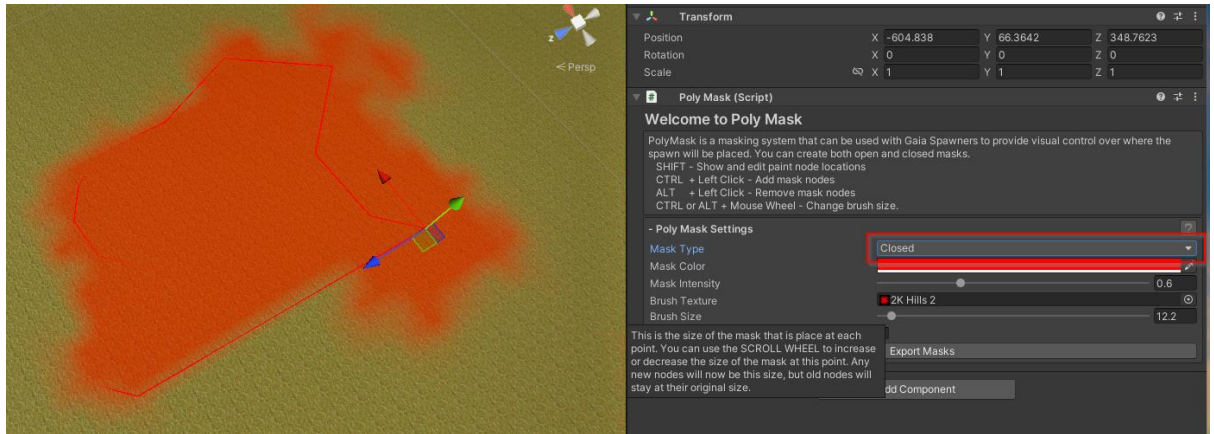 z
< Persp
Transform
Position X -604.838 Y 66.3642 Z 348.7623
Rotation X 0 Y 0 Z 0
Scale X 1 Y 1 Z 1
# Poly Mask (Script)
Welcome to Poly Mask
PolyMask is a masking system that can be used with Gaia Spawners to provide visual control over where the
spawn will be placed. You can create both open and closed masks.
SHIFT - Show and edit paint node locations
CTRL + Left Click - Add mask nodes
ALT + Left Click - Remove mask nodes
CTRL or ALT + Mouse Wheel - Change brush size.
- Poly Mask Settings ?
Mask Type Closed
Mask Color
Mask Intensity 0.6
Brush Texture 2K Hills 2
Brush Size 12.2
This is the size of the mask that is place at each
point. You can use the SCROLL WHEEL to increase
or decrease the size of the mask at this point. Any
new nodes will now be this size, but old nodes will
stay at their original size.
Export Masks
dd Component